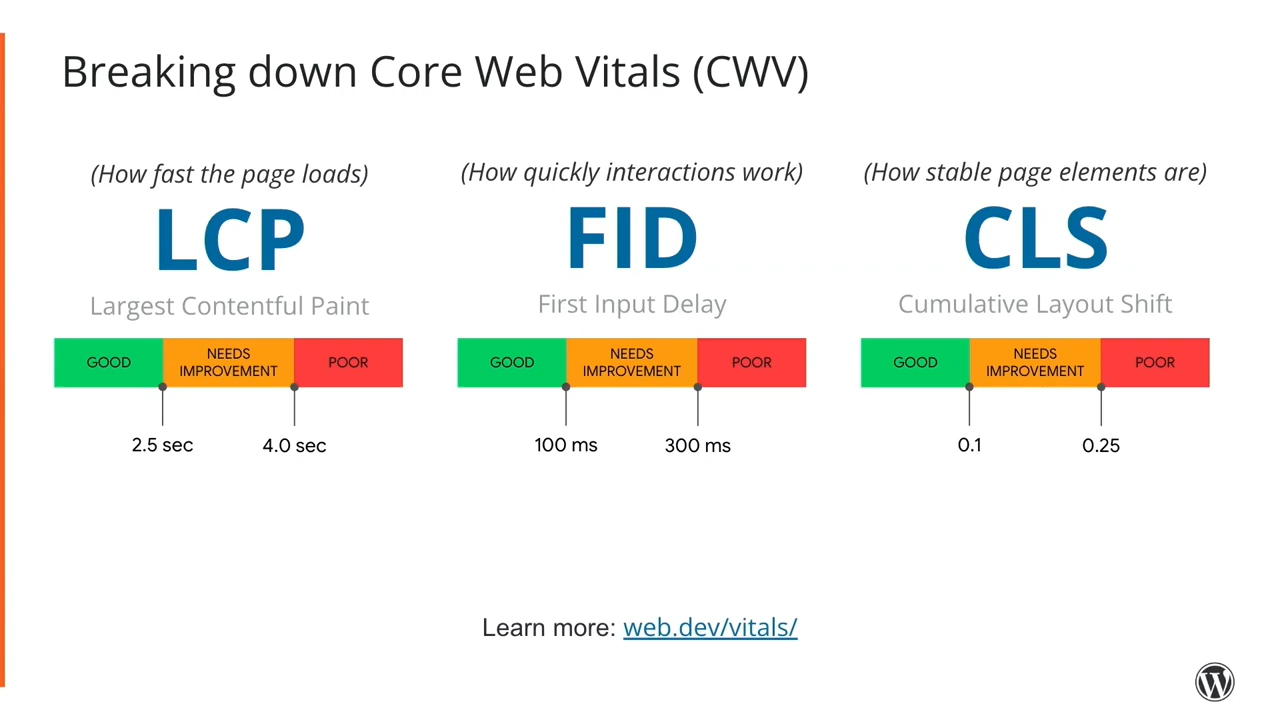 Breaking down Core Web Vitals (CWV)
(How fast the page loads)
LCP
Largest Contentful Paint
GOOD
NEEDS
IMPROVEMENT
POOR
2.5 sec
4.0 sec
(How quickly interactions work)
FID
First Input Delay
GOOD
NEEDS
IMPROVEMENT
POOR
100 ms
300 ms
(How stable page elements are)
CLS
Cumulative Layout Shift
GOOD
NEEDS
IMPROVEMENT
POOR
0.1
0.25
Learn more: web.dev/vitals/